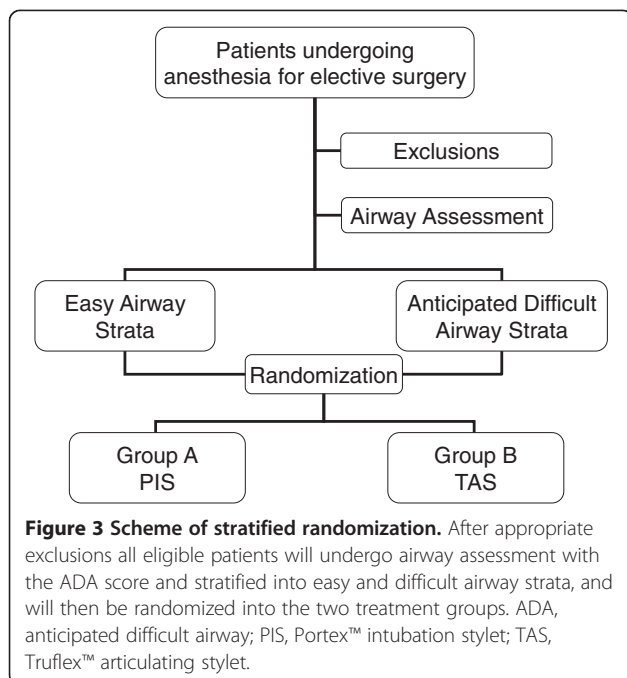 Patients undergoing
anesthesia for elective surgery
Exclusions
Airway Assessment
Easy Airway
Strata
Anticipated Difficult
Airway Strata
Randomization
Group A
PIS
Group B
TAS
Figure 3 Scheme of stratified randomization. After appropriate
exclusions all eligible patients will undergo airway assessment with
the ADA score and stratified into easy and difficult airway strata, and
will then be randomized into the two treatment groups. ADA,
anticipated difficult airway; PIS, Portex™ intubation stylet; TAS,
Truflex™ articulating stylet.